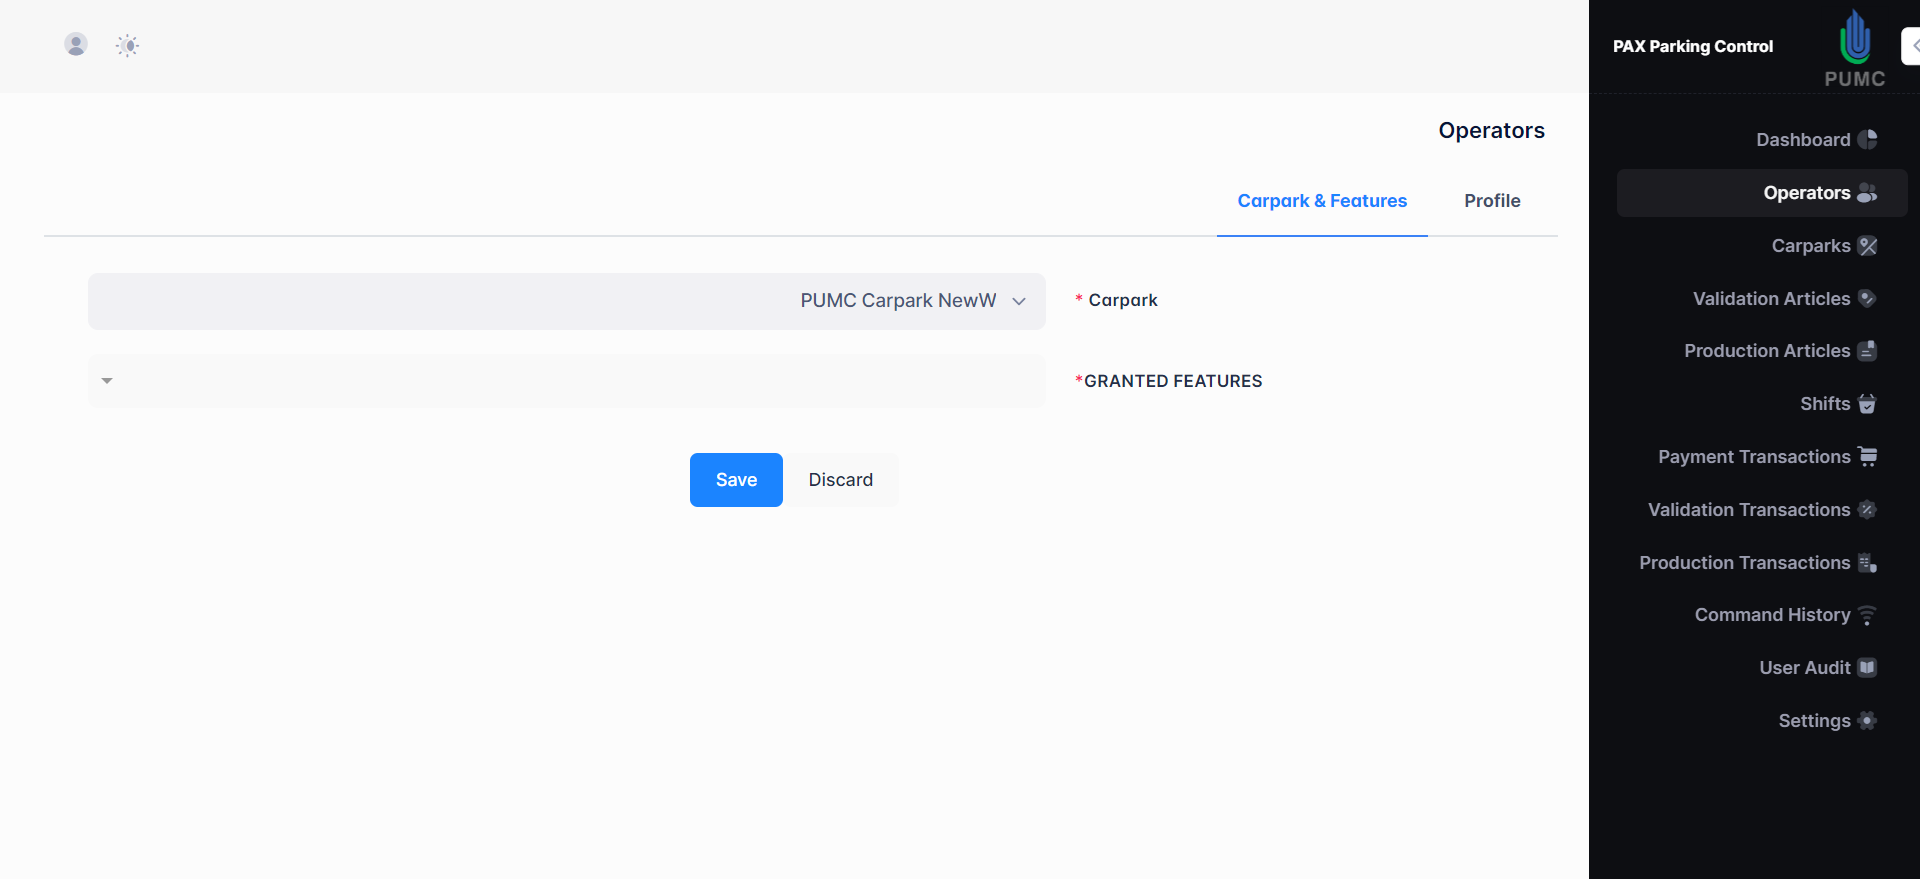 PAX Parking Control
PUMC
Dashboard
Operators
Carparks
Validation Articles
Production Articles
Shifts
Payment Transactions
Validation Transactions
Production Transactions
Command History
User Audit
Settings
Operators
Profile
Carpark & Features
* Carpark
PUMC Carpark NewW
*GRANTED FEATURES
Save
Discard